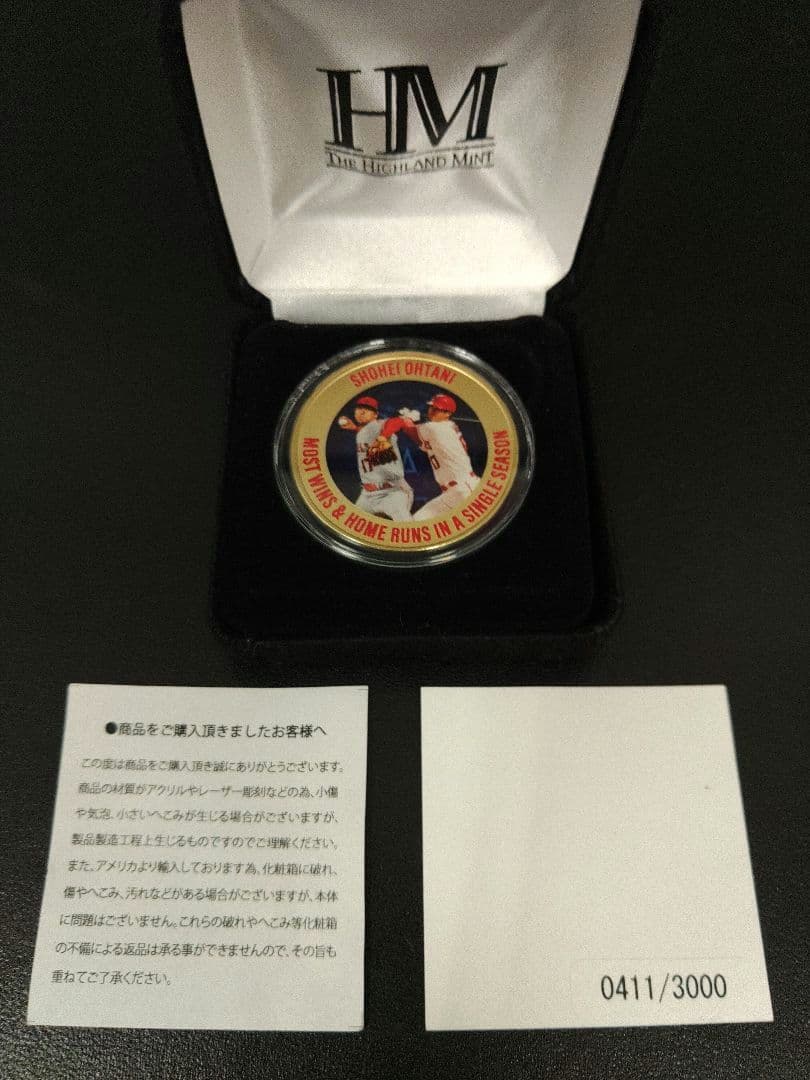 HM
THE HIGHLAND MINT
SHOHEI OHTANI
MOST WINS & HOME RUNS IN A SINGLE SEASON
17
●商品をご購入頂きましたお客様へ
この度は商品をご購入頂き誠にありがとうございます。
商品の材質がアクリルやレーザー彫刻などの為、小傷
や気泡、小さいへこみが生じる場合がございますが、
製品製造工程上生じるものですのでご理解ください。
また、アメリカより輸入しております為、化粧箱に破れ、
傷やへこみ、汚れなどがある場合がございますが、本体
に問題はございません。これらの破れやへこみ等化粧箱
の不備による返品は承る事ができませんので、その旨も
重ねてご了承ください。
0411/3000